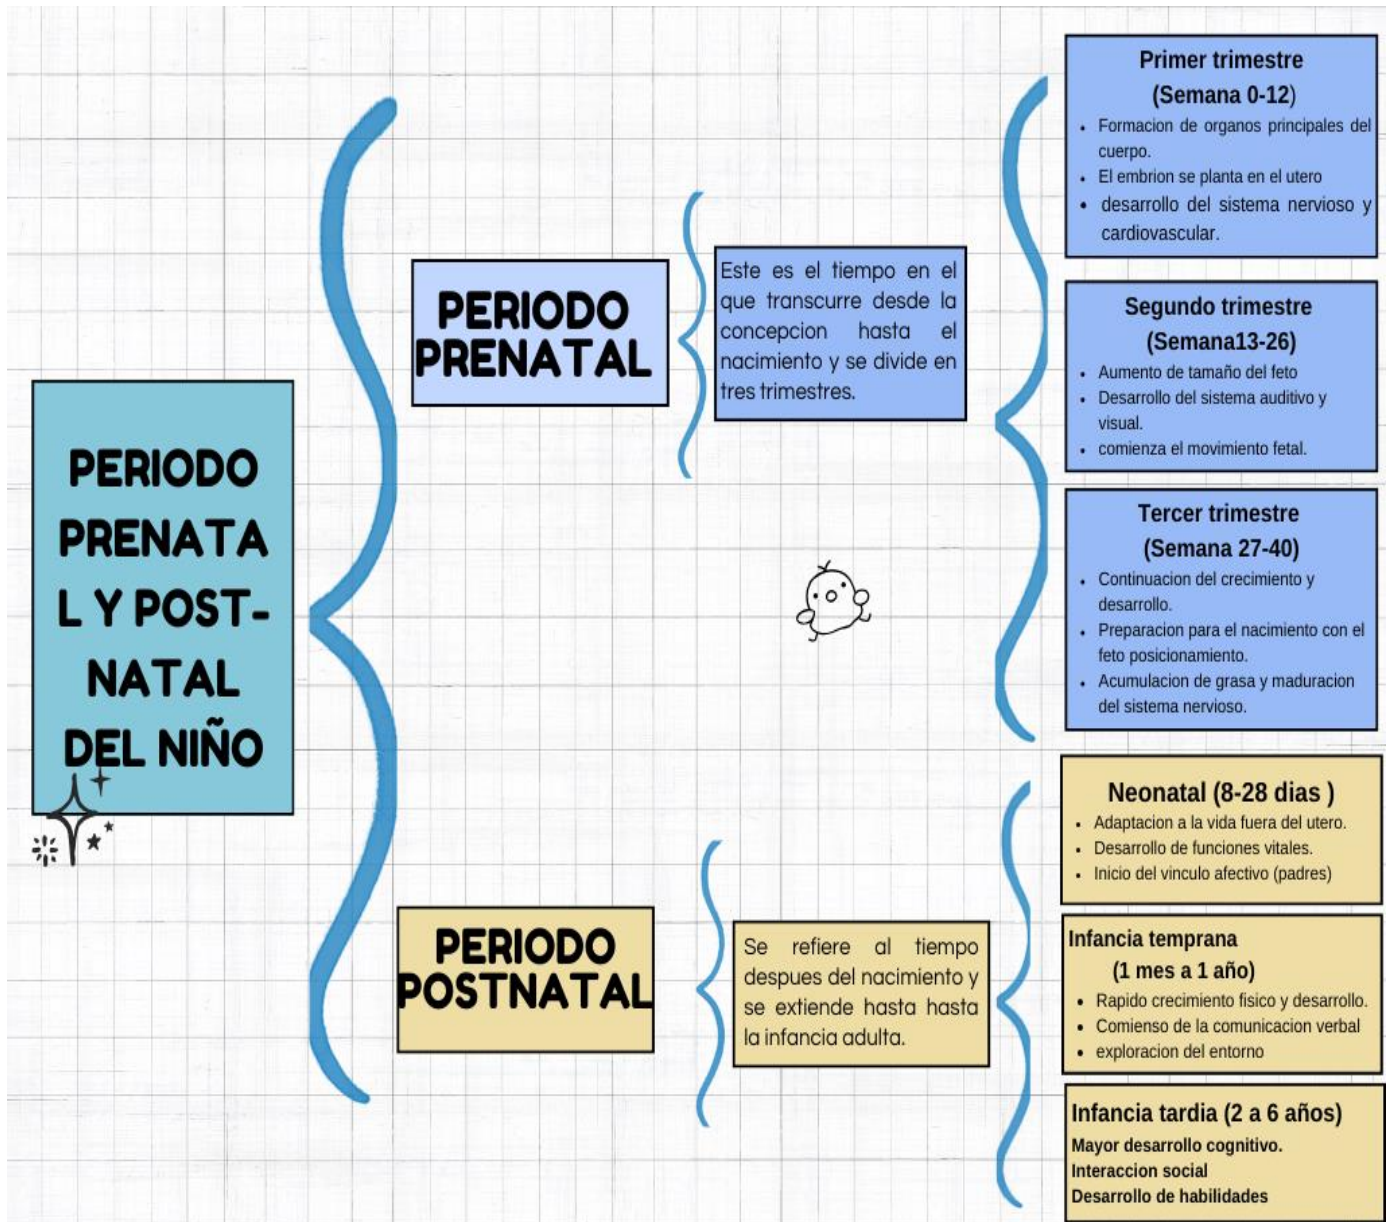 PERIODO
PRENATA
L Y POST-
NATAL
DEL NIÑO
PERIODO
PRENATAL
Este es el tiempo en el
que transcurre desde la
concepcion hasta el
nacimiento y se divide en
tres trimestres.
Primer trimestre
(Semana 0-12)
• Formacion de organos principales del
cuerpo.
• El embrion se planta en el utero
• desarrollo del sistema nervioso y
cardiovascular.
Segundo trimestre
(Semana13-26)
• Aumento de tamaño del feto
• Desarrollo del sistema auditivo y
visual.
• comienza el movimiento fetal.
Tercer trimestre
(Semana 27-40)
• Continuacion del crecimiento y
desarrollo.
• Preparacion para el nacimiento con el
feto posicionamiento.
• Acumulacion de grasa y maduracion
del sistema nervioso.
PERIODO
POSTNATAL
Se refiere al tiempo
despues del nacimiento y
se extiende hasta hasta
la infancia adulta.
Neonatal (8-28 dias )
• Adaptacion a la vida fuera del utero.
• Desarrollo de funciones vitales.
• Inicio del vinculo afectivo (padres)
Infancia temprana
(1 mes a 1 año)
• Rapido crecimiento fisico y desarrollo.
• Comienso de la comunicacion verbal
• exploracion del entorno
Infancia tardia (2 a 6 años)
Mayor desarrollo cognitivo.
Interaccion social
Desarrollo de habilidades